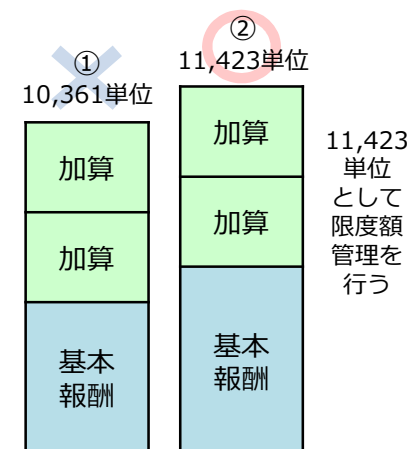 ①
10,361単位
加算
加算
基本
報酬
②
11,423単位
加算
加算
基本
報酬
11,423
単位
として
限度額
管理を
行う